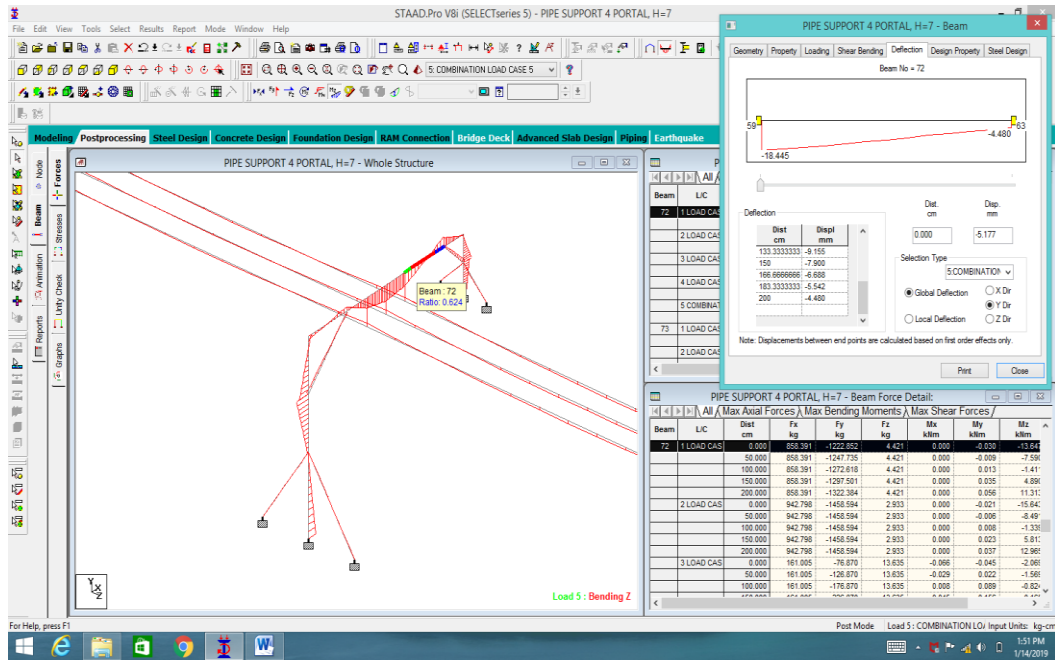 STAAD.Pro V8i (SELECTseries 5) - PIPE SUPPORT 4 PORTAL, H=7
File Edit View Tools Select Results Report Mode Window Help
5: COMBINATION LOAD CASE 5
Modeling Postprocessing Steel Design Concrete Design Foundation Design RAM Connection Bridge Deck Advanced Slab Design Piping Earthquake
Node
Beam
Animation
Reports
Forces
Stresses
Unity Check
Graphs
PIPE SUPPORT 4 PORTAL, H=7 - Whole Structure
Beam : 72
Ratio: 0.624
Y
X
Z
Load 5 : Bending Z
PIPE SUPPORT 4 PORTAL, H=7 - Beam
Geometry Property Loading Shear Bending Deflection Design Property Steel Design
Beam No = 72
59 63
-4.480
-18.445
Dist. Disp.
cm mm
0.000 -5.177
Deflection
Dist Displ
cm mm
133.3333333 -9.155
150 -7.900
166.6666666 -6.688
183.3333333 -5.542
200 -4.480
Selection Type
5:COMBINATION
Global Deflection
Local Deflection
X Dir
Y Dir
Z Dir
Note: Displacements between end points are calculated based on first order effects only.
Print Close
All
Beam L/C
72 1 LOAD CAS
2 LOAD CAS
3 LOAD CAS
4 LOAD CAS
5 COMBINAT
73 1 LOAD CAS
2 LOAD CAS
PIPE SUPPORT 4 PORTAL, H=7 - Beam Force Detail:
All Max Axial Forces Max Bending Moments Max Shear Forces
Beam L/C Dist Fx Fy Fz Mx My Mz
cm kg kg kg kNm kNm kNm
72 1 LOAD CAS 0.000 858.391 -1222.852 4.421 0.000 -0.030 -13.647
50.000 858.391 -1247.735 4.421 0.000 -0.009 -7.590
100.000 858.391 -1272.618 4.421 0.000 0.013 -1.411
150.000 858.391 -1297.501 4.421 0.000 0.035 4.890
200.000 858.391 -1322.384 4.421 0.000 0.056 11.313
2 LOAD CAS 0.000 942.798 -1458.594 2.933 0.000 -0.021 -15.642
50.000 942.798 -1458.594 2.933 0.000 -0.006 -8.491
100.000 942.798 -1458.594 2.933 0.000 0.008 -1.339
150.000 942.798 -1458.594 2.933 0.000 0.023 5.813
200.000 942.798 -1458.594 2.933 0.000 0.037 12.965
3 LOAD CAS 0.000 161.005 -76.870 13.635 -0.066 -0.045 -2.069
50.000 161.005 -126.870 13.635 -0.029 0.022 -1.569
100.000 161.005 -176.870 13.635 0.008 0.089 -0.824
For Help, press F1
Post Mode Load 5 : COMBINATION LO/ Input Units: kg-cm
1:51 PM
1/14/2019